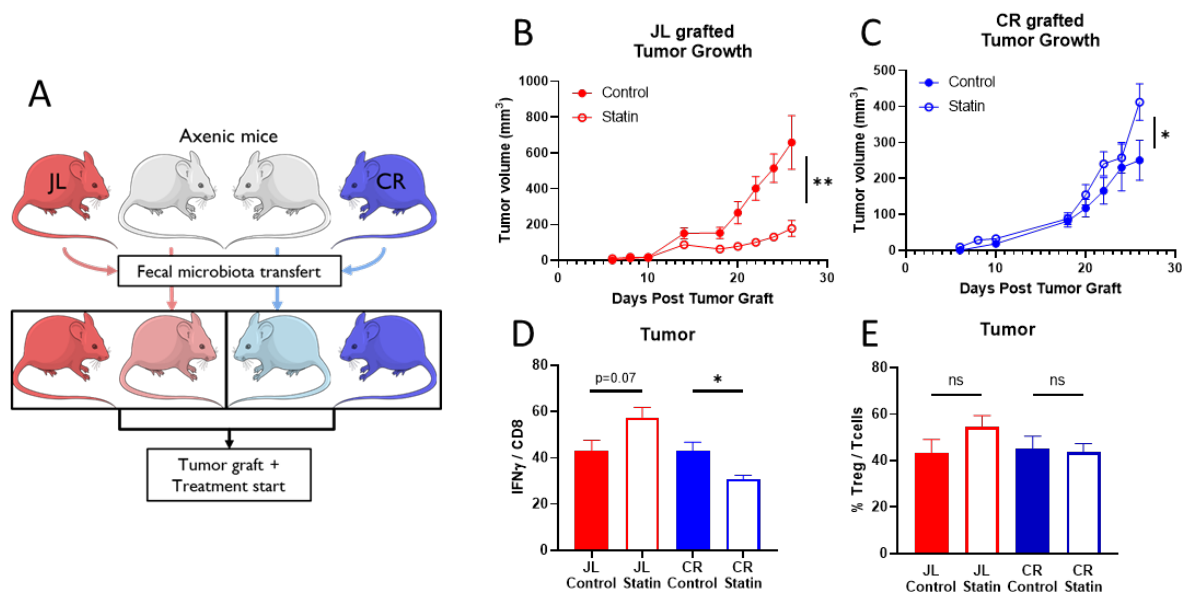 A
Axenic mice
JL
CR
Fecal microbiota transfert
Tumor graft +
Treatment start
B
JL grafted
Tumor Growth
Control
Statin
Tumor volume (mm³)
1000
800
600
400
200
0
0 10 20 30
Days Post Tumor Graft
**
C
CR grafted
Tumor Growth
Control
Statin
Tumor volume (mm³)
500
400
300
200
100
0
0 10 20 30
Days Post Tumor Graft
*
D
Tumor
IFNγ / CD8
80
60
40
20
0
p=0.07
*
JL JL CR CR
Control Statin Control Statin
E
Tumor
% Treg / Tcells
80
60
40
20
0
ns
ns
JL JL CR CR
Control Statin Control Statin